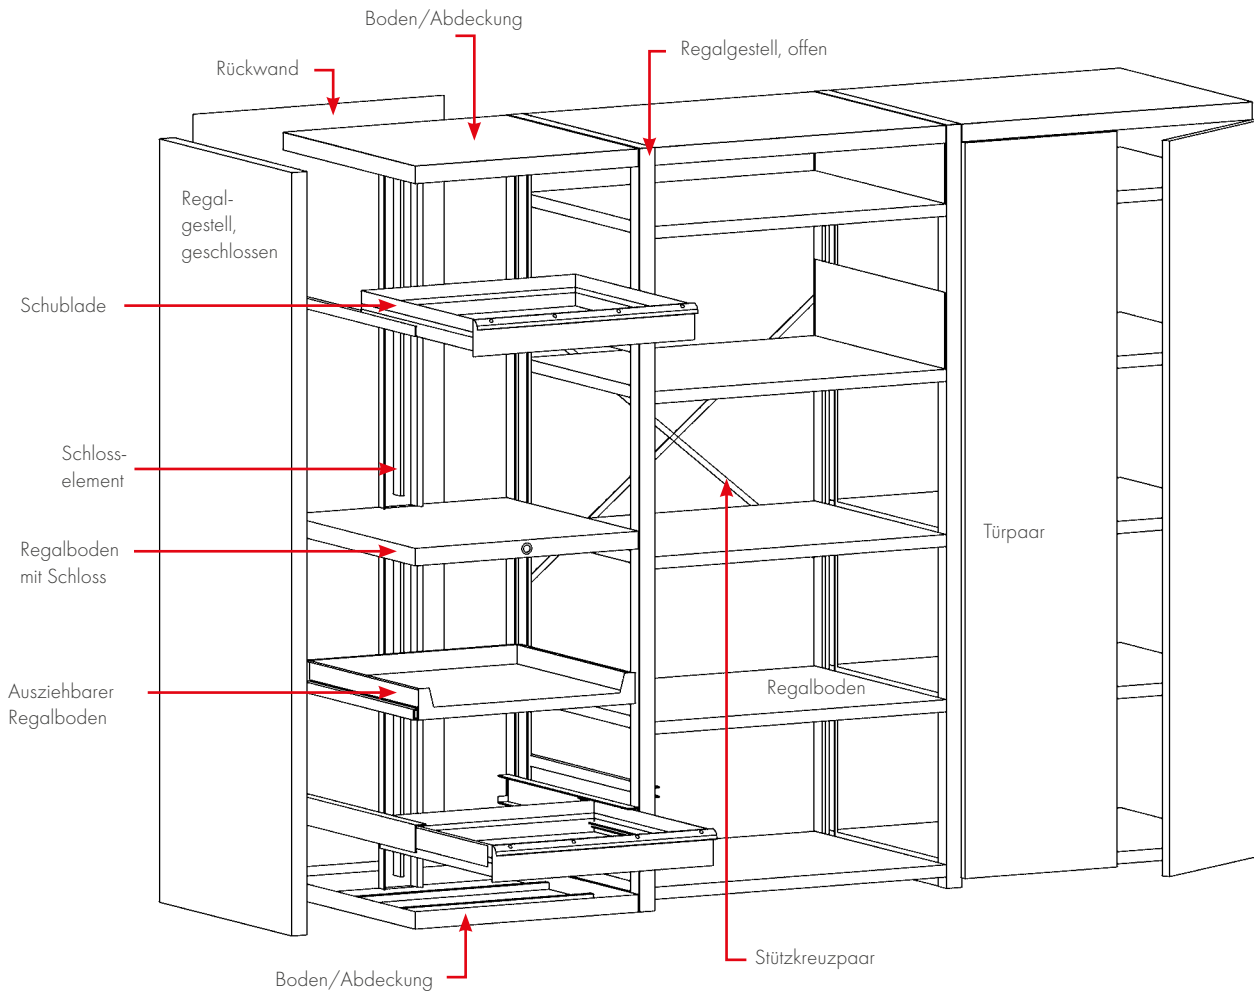 Boden/Abdeckung
Regalgestell, offen
Rückwand
Regal-
gestell,
geschlossen
Schublade
Schloss-
element
Regalboden
mit Schloss
Türpaar
Ausziehbarer
Regalboden
Regalboden
Stützkreuzpaar
Boden/Abdeckung